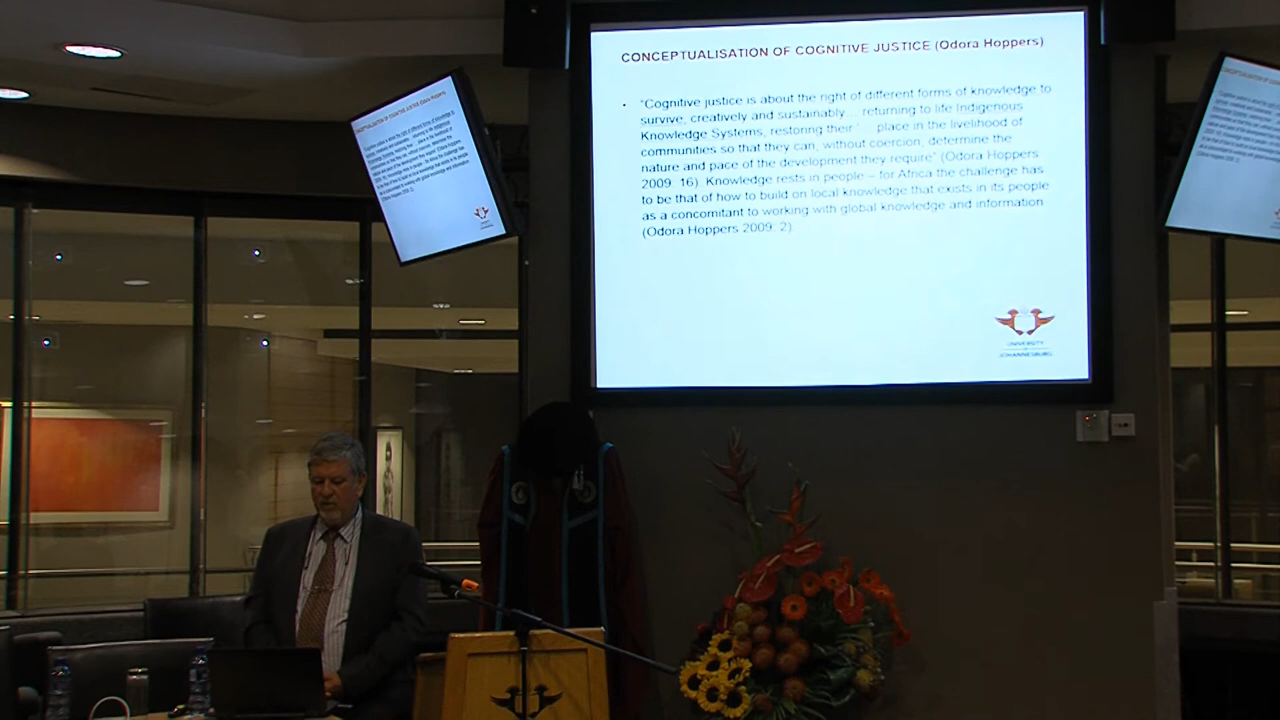 CONCEPTUALISATION OF COGNITIVE JUSTICE (Odora Hoppers)
• "Cognitive justice is about the right of different forms of knowledge to
survive, creatively and sustainably... returning to life Indigenous
Knowledge Systems, restoring their place in the livelihood of
communities so that they can, without coercion, determine the
nature and pace of the development they require" (Odora Hoppers
2009: 16). Knowledge rests in people – for Africa the challenge has
to be that of how to build on local knowledge that exists in its people
as a concomitant to working with global knowledge and information
(Odora Hoppers 2009: 2).
UNIVERSITY
OF
JOHANNESBURG